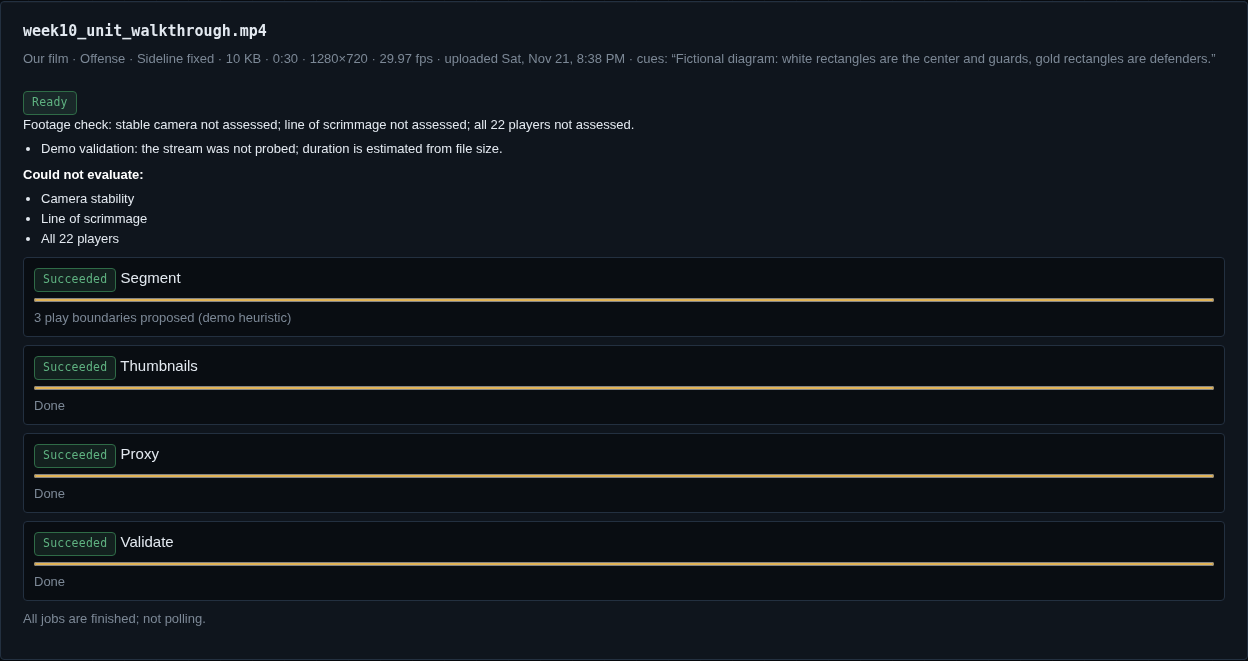 week10_unit_walkthrough.mp4
Our film · Offense · Sideline fixed · 10 KB · 0:30 · 1280×720 · 29.97 fps · uploaded Sat, Nov 21, 8:38 PM · cues: “Fictional diagram: white rectangles are the center and guards, gold rectangles are defenders.”
Ready
Footage check: stable camera not assessed; line of scrimmage not assessed; all 22 players not assessed.
• Demo validation: the stream was not probed; duration is estimated from file size.
Could not evaluate:
• Camera stability
• Line of scrimmage
• All 22 players
Succeeded Segment
3 play boundaries proposed (demo heuristic)
Succeeded Thumbnails
Done
Succeeded Proxy
Done
Succeeded Validate
Done
All jobs are finished; not polling.